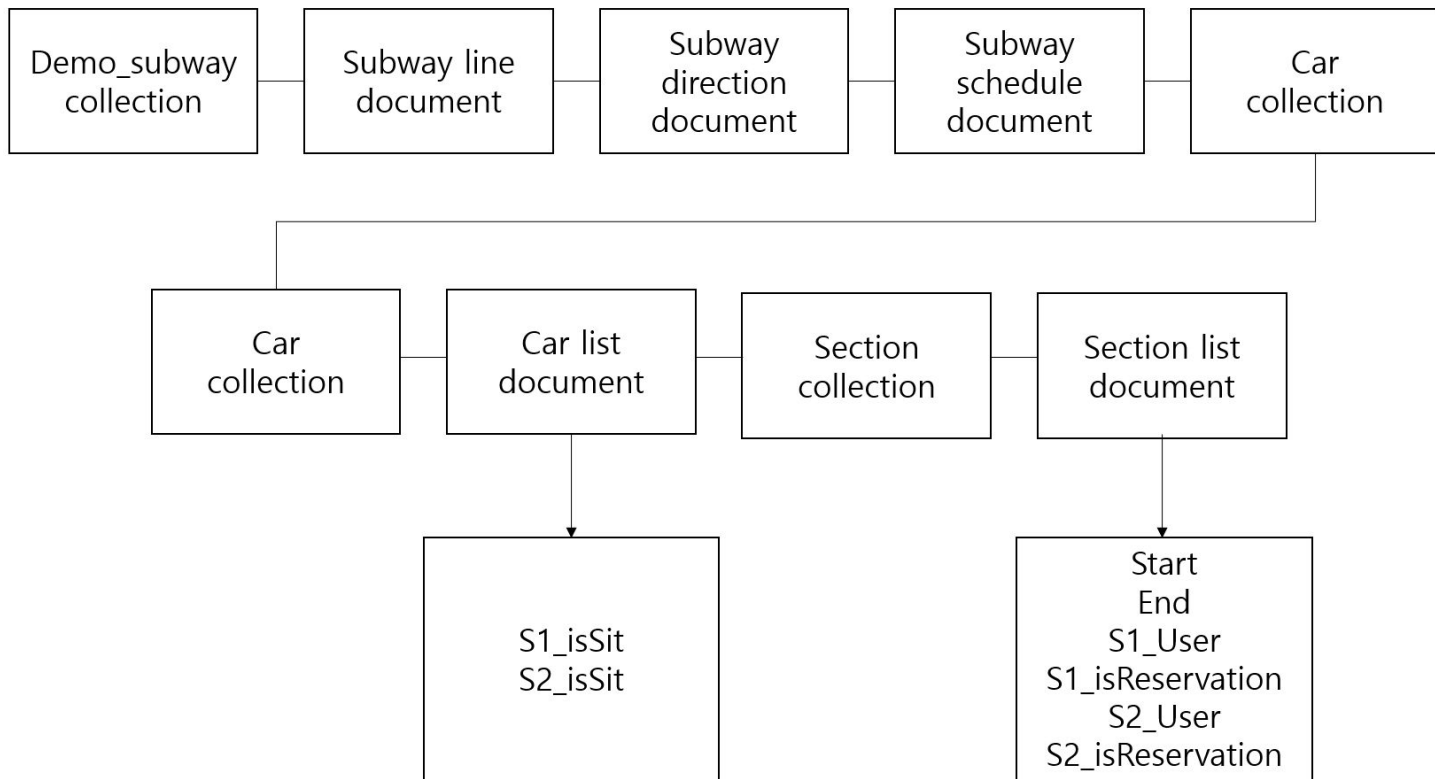 Demo_subway
collection
Subway line
document
Subway
direction
document
Subway
schedule
document
Car
collection
Car
collection
Car list
document
Section
collection
Section list
document
S1_isSit
S2_isSit
Start
End
S1_User
S1_isReservation
S2_User
S2_isReservation